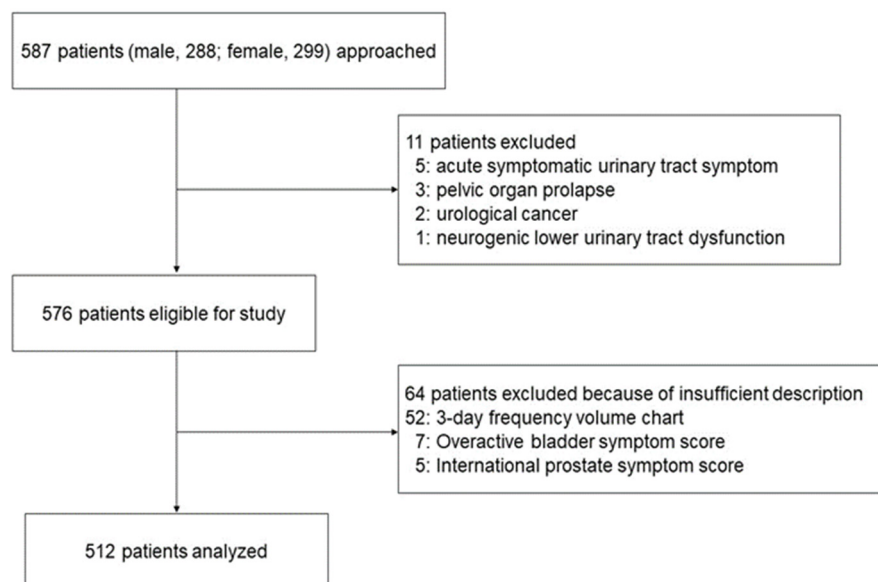 587 patients (male, 288; female, 299) approached
11 patients excluded
5: acute symptomatic urinary tract symptom
3: pelvic organ prolapse
2: urological cancer
1: neurogenic lower urinary tract dysfunction
576 patients eligible for study
64 patients excluded because of insufficient description
52: 3-day frequency volume chart
7: Overactive bladder symptom score
5: International prostate symptom score
512 patients analyzed